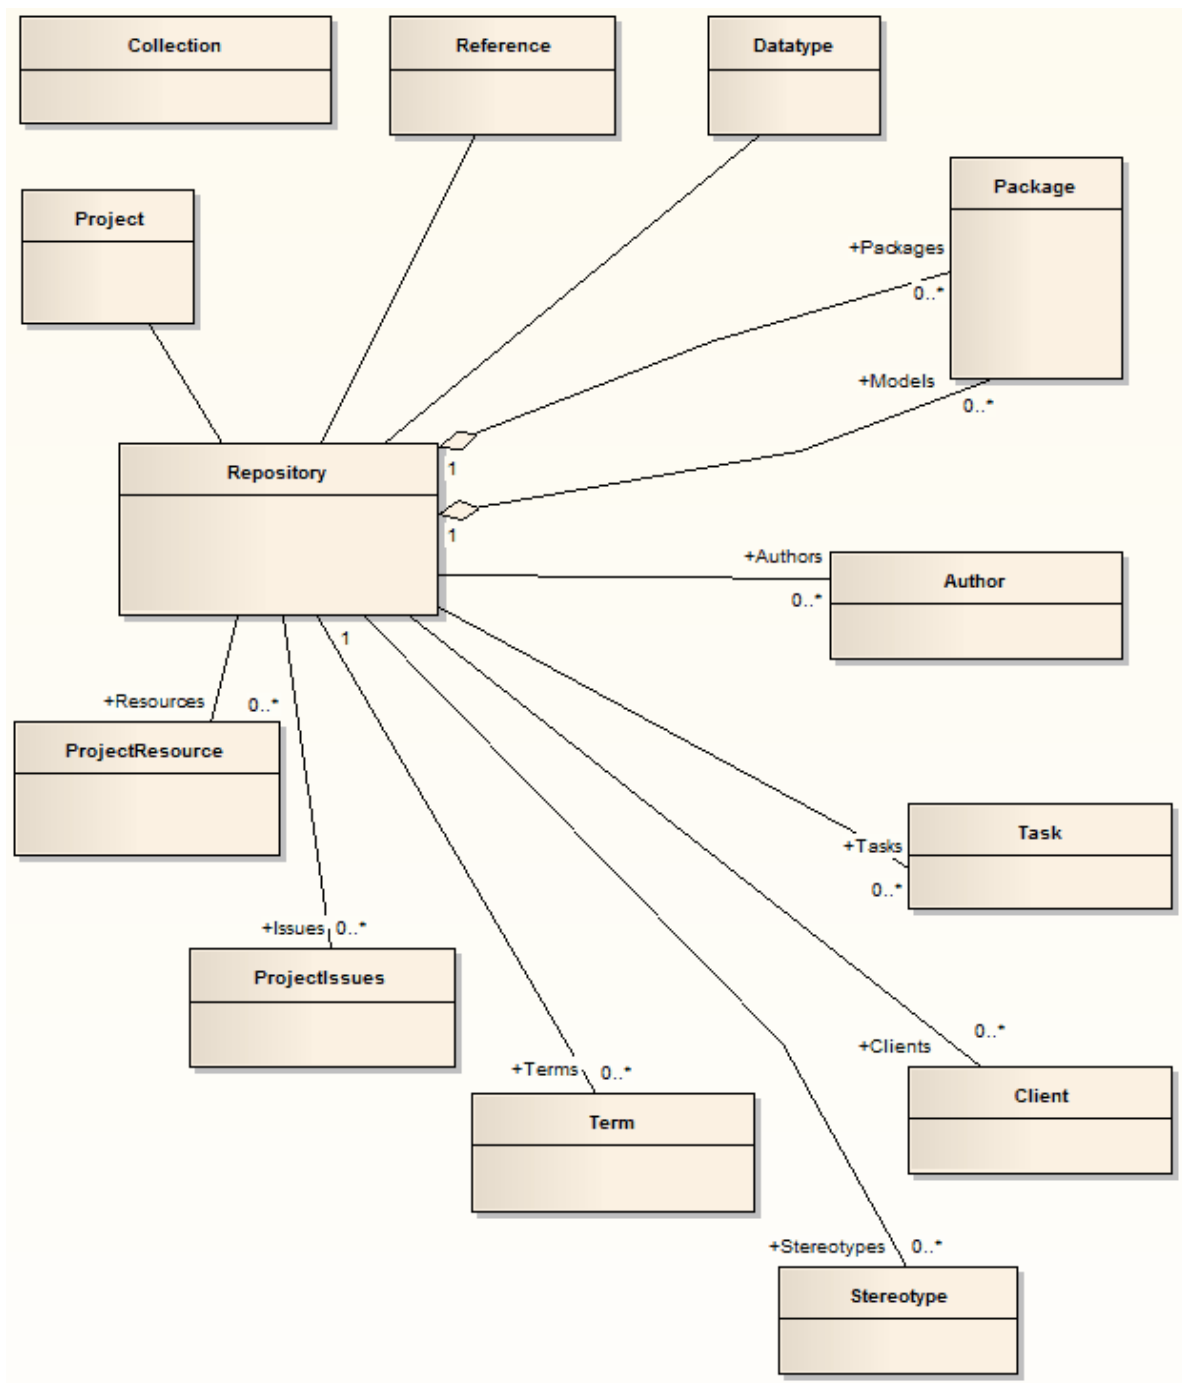 Collection
Reference
Datatype
Package
Project
+Packages
0..*
+Models
0..*
Repository
1
1
+Authors
0..*
Author
1
+Resources
0..*
ProjectResource
Task
+Tasks
0..*
+Issues
0..*
ProjectIssues
0..*
+Clients
+Terms
0..*
Client
Term
+Stereotypes
0..*
Stereotype